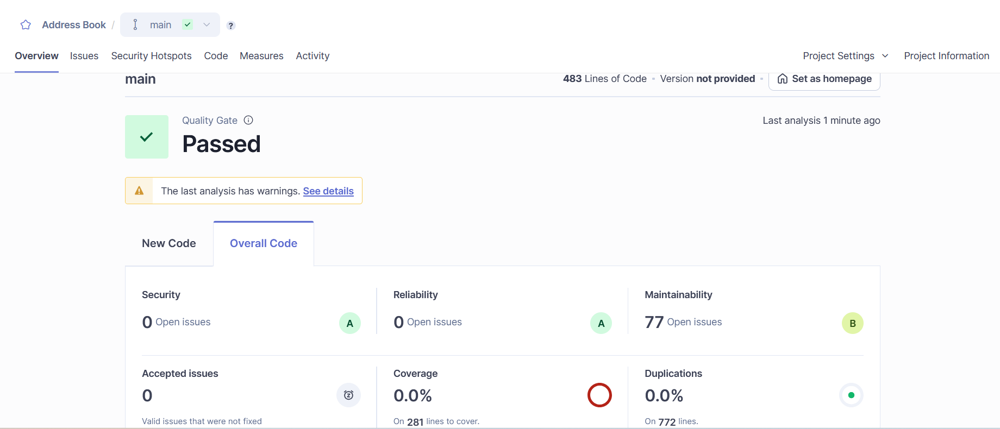 Address Book / main ?
Overview Issues Security Hotspots Code Measures Activity Project Settings Project Information
main 483 Lines of Code • Version not provided • Set as homepage
Quality Gate Last analysis 1 minute ago
Passed
The last analysis has warnings. See details
New Code Overall Code
Security Reliability Maintainability
0 Open issues A 0 Open issues A 77 Open issues B
Accepted issues Coverage Duplications
0 0.0% 0.0%
Valid issues that were not fixed On 281 lines to cover. On 772 lines.